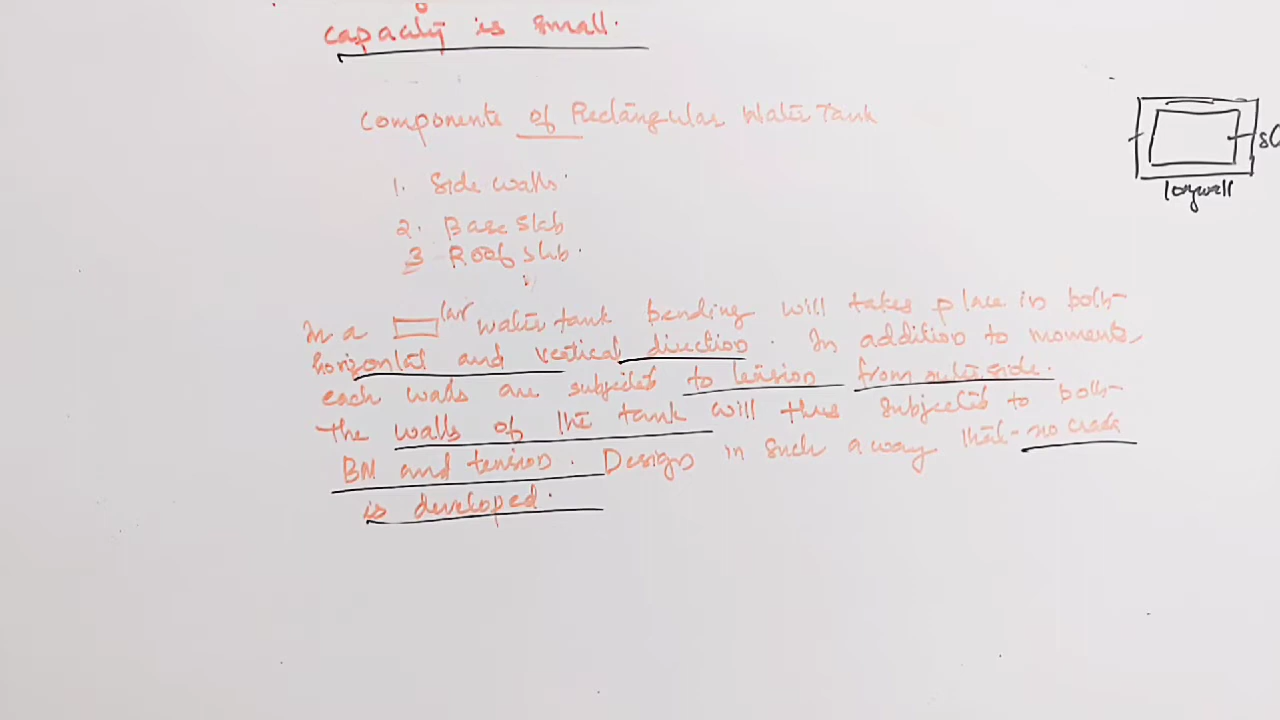 capacity is small.
Components of Rectangular Water Tank
1. Side walls
2. Base Slab
3 Roof slab.
In a ular water tank bending will takes place in both
horizontal and vertical direction. In addition to moments,
each walls are subjected to tension from outer side.
The walls of the tank will thus subjected to both
BM and tension. Design in such a way that no crack
is developed.
long wall